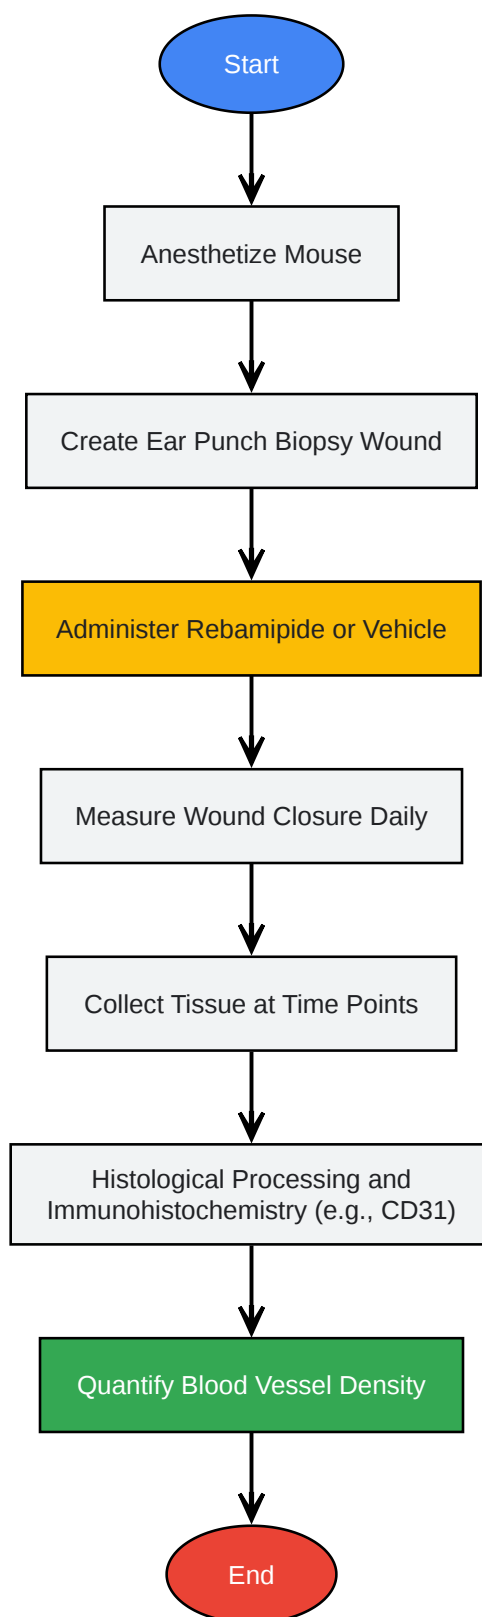 Start
Anesthetize Mouse
Create Ear Punch Biopsy Wound
Administer Rebamipide or Vehicle
Measure Wound Closure Daily
Collect Tissue at Time Points
Histological Processing and
Immunohistochemistry (e.g., CD31)
Quantify Blood Vessel Density
End